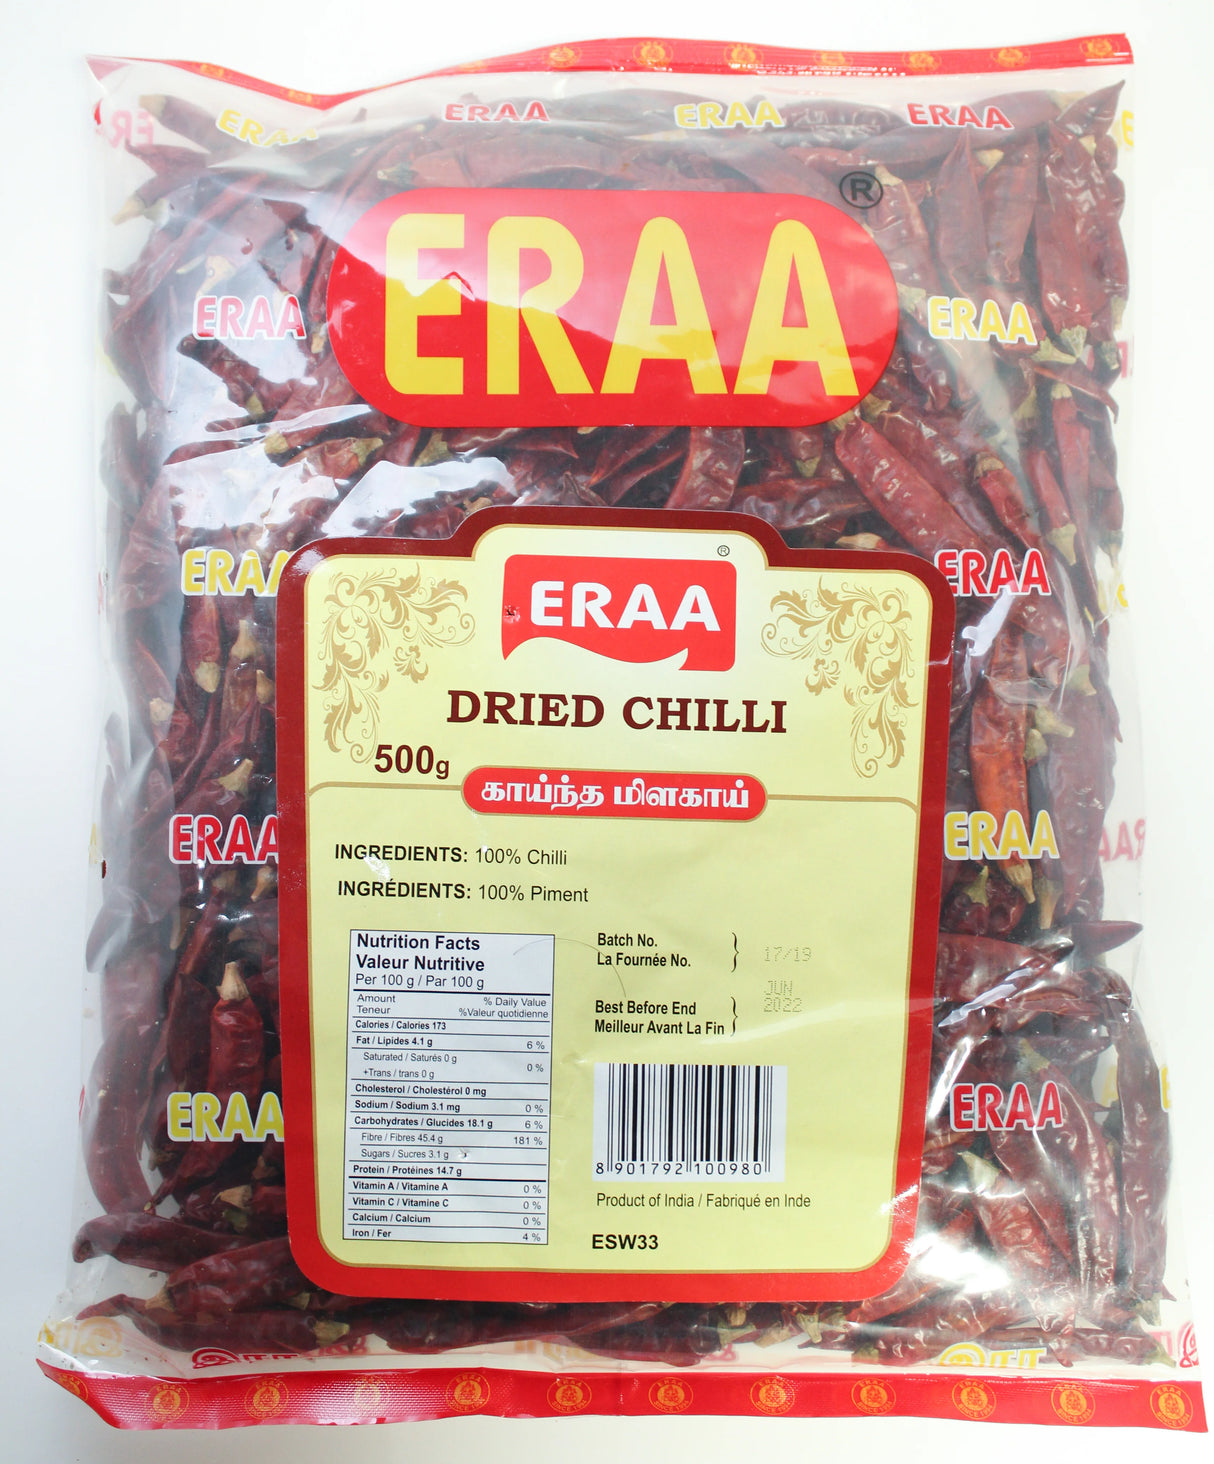 ERAA ERAA ERAA ERAA
®
ERAA
ERAA ERAA
ERAA ERAA
®
ERAA
DRIED CHILLI
500g
காய்ந்த மிளகாய்
ERAA ERAA
INGREDIENTS: 100% Chilli
INGRÉDIENTS: 100% Piment
Nutrition Facts
Valeur Nutritive
Per 100 g / Par 100 g
Amount % Daily Value
Teneur %Valeur quotidienne
Calories / Calories 173
Fat / Lipides 4.1 g 6 %
Saturated / Saturés 0 g
+Trans / trans 0 g 0 %
Cholesterol / Cholestérol 0 mg
Sodium / Sodium 3.1 mg 0 %
Carbohydrates / Glucides 18.1 g 6 %
Fibre / Fibres 45.4 g 181 %
Sugars / Sucres 3.1 g
Protein / Protéines 14.7 g
Vitamin A / Vitamine A 0 %
Vitamin C / Vitamine C 0 %
Calcium / Calcium 0 %
Iron / Fer 4 %
Batch No.
La Fournée No.
17/19
JUN
2022
Best Before End
Meilleur Avant La Fin
8 901792 100980
Product of India / Fabriqué en Inde
ESW33
ERAA ERAA